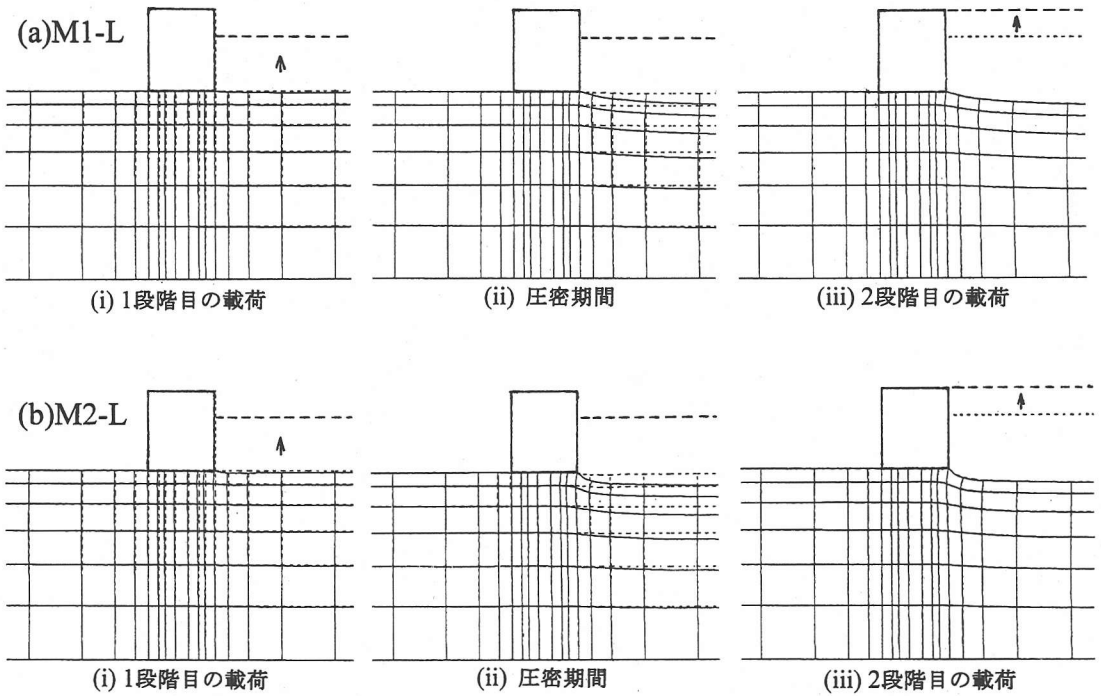 (a)M1-L
(i) 1段階目の載荷
(ii) 圧密期間
(iii) 2段階目の載荷
(b)M2-L
(i) 1段階目の載荷
(ii) 圧密期間
(iii) 2段階目の載荷